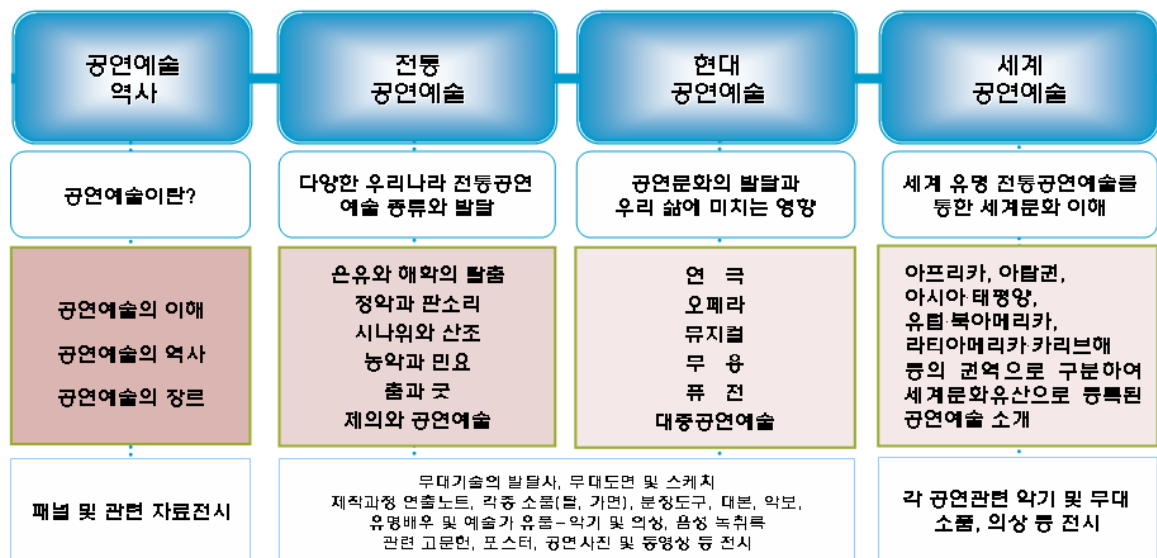 공연예술
역사
전통
공연예술
현대
공연예술
세계
공연예술
공연예술이란?
다양한 우리나라 전통공연
예술 종류와 발달
공연문화의 발달과
우리 삶에 미치는 영향
세계 유명 전통공연예술를
통한 세계문화 이해
공연예술의 이해
공연예술의 역사
공연예술의 장르
은유와 해학의 탈춤
정악과 판소리
시나위와 산조
농악과 민요
춤과 굿
제의와 공연예술
연 극
오페라
뮤지컬
무 용
퓨 전
대중공연예술
아프리카, 아랍권,
아시아·태평양,
유럽·북아메리카,
라티아메리카·카리브해
등의 권역으로 구분하여
세계문화유산으로 등록된
공연예술 소개
패널 및 관련 자료전시
무대기술의 발달사, 무대도면 및 스케치
제작과정 연출노트, 각종 소품(탈, 가면), 분장도구, 대본, 악보,
유명배우 및 예술가 유품-악기 및 의상, 음성 녹취록
관련 고문헌, 포스터, 공연사진 및 동영상 등 전시
각 공연관련 악기 및 무대
소품, 의상 등 전시